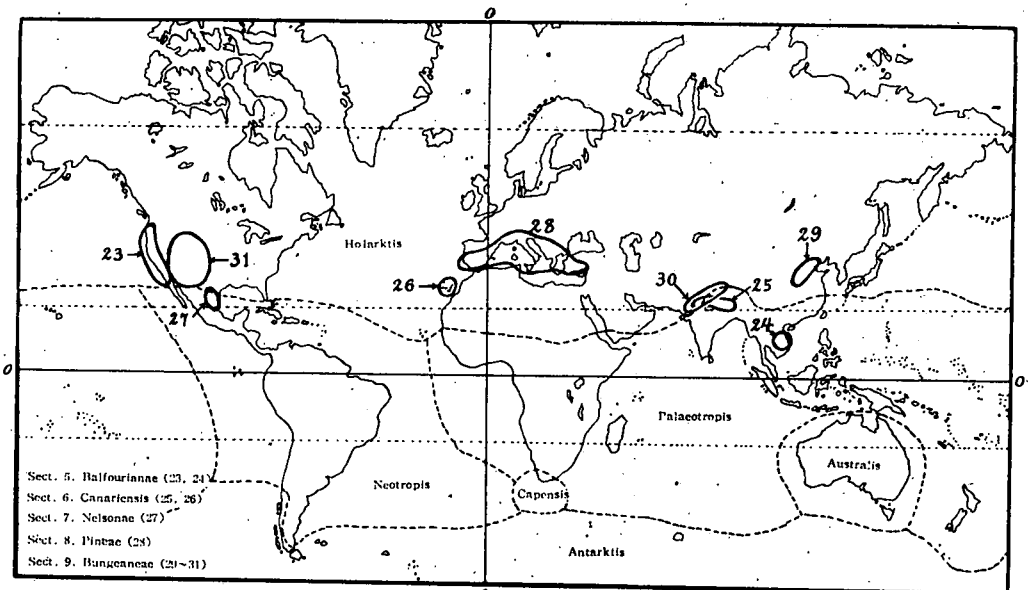 0
Holarktis
28
23
31
29
26
30
25
27
24
0
0
Palaeotropis
Australis
Neotropis
Capensis
Antarktis
Sect. 5. Balfourianae (23, 24)
Sect. 6. Canariensis (25, 26)
Sect. 7. Nelsonae (27)
Sect. 8. Pineae (28)
Sect. 9. Bungeaneae (29~31)